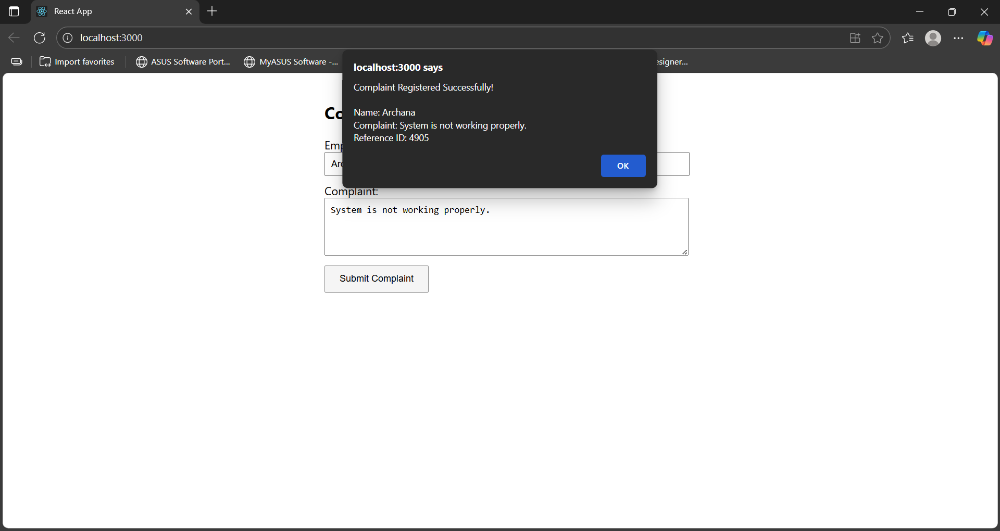 React App
localhost:3000
Import favorites
ASUS Software Port...
MyASUS Software -...
esigner...
localhost:3000 says
Complaint Registered Successfully!
Name: Archana
Complaint: System is not working properly.
Reference ID: 4905
OK
Co
Emp
Arc
Complaint:
System is not working properly.
Submit Complaint